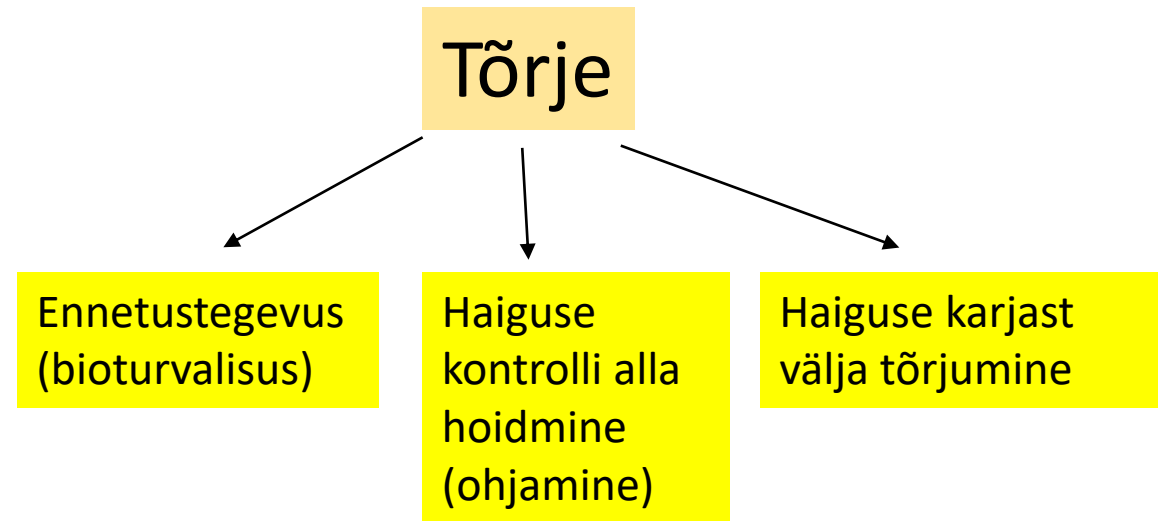 Tõrje
Ennetustegevus
(bioturvalisus)
Haiguse
kontrolli alla
hoidmine
(ohjamine)
Haiguse karjast
välja tõrjumine